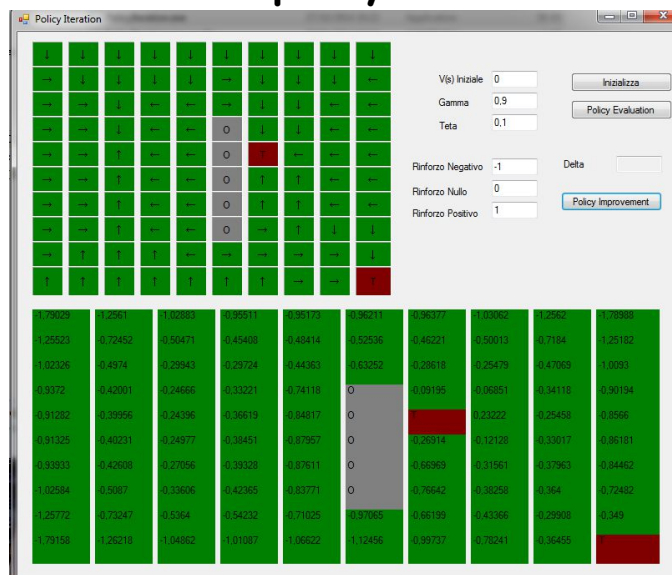 Policy Iteration
↓ ↓ ↓ ↓ ↓ ↓ ↓ ↓ ↓ ↓
→ ↓ ↓ ↓ ↓ → ↓ ↓ ↓ ←
→ → ↓ ← ← → ↓ ↓ ← ←
→ → ↓ ← ← O ↓ ↓ ← ←
→ → ↑ ← ← O ↑ ← ← ←
→ → ↑ ← ← O ↑ ↑ ← ←
→ → ↑ ← ← O ↑ ↑ ← ←
→ → ↑ ← ← O → ↑ ↓ ↓
→ ↑ ↑ ↑ ← → → → → ↓
↑ ↑ ↑ ↑ ↑ ↑ ↑ → → ↑
V(s) Iniziale 0
Gamma 0,9
Teta 0,1
Inizializza
Policy Evaluation
Rinforzo Negativo -1
Rinforzo Nullo 0
Rinforzo Positivo 1
Delta
Policy Improvement
-1,79029 -1,2561 -1,02883 -0,95511 -0,95173 -0,96211 -0,96377 -1,03062 -1,2562 -1,78988
-1,25523 -0,72452 -0,50471 -0,45408 -0,48414 -0,52536 -0,46221 -0,50013 -0,7184 -1,25182
-1,02326 -0,4974 -0,29943 -0,29724 -0,44363 -0,63252 -0,28618 -0,25479 -0,47069 -1,0093
-0,9372 -0,42001 -0,24666 -0,33221 -0,74118 O -0,09195 -0,06851 -0,34118 -0,90194
-0,91282 -0,39956 -0,24396 -0,36619 -0,84817 O 0,23222 -0,25458 -0,8566
-0,91325 -0,40231 -0,24977 -0,38451 -0,87957 O -0,26914 -0,12128 -0,33017 -0,86181
-0,93933 -0,42608 -0,27056 -0,39328 -0,87611 O -0,66969 -0,31561 -0,37963 -0,84462
-1,02584 -0,5087 -0,33606 -0,42365 -0,83771 O -0,76642 -0,38258 -0,364 -0,72482
-1,25772 -0,73247 -0,5364 -0,54232 -0,71025 -0,97065 -0,66199 -0,43366 -0,29908 -0,349
-1,79158 -1,26218 -1,04862 -1,01087 -1,06622 -1,12456 -0,99737 -0,78241 -0,36455